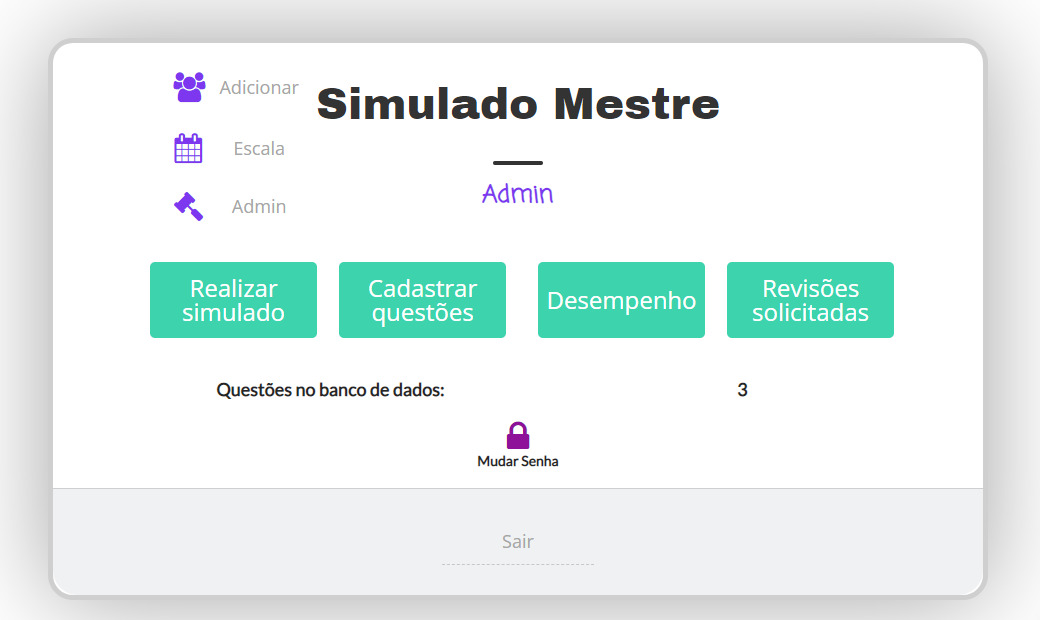 Adicionar
Simulado Mestre
Escala
Admin
Admin
Realizar
simulado
Cadastrar
questões
Desempenho
Revisões
solicitadas
Questões no banco de dados: 3
Mudar Senha
Sair